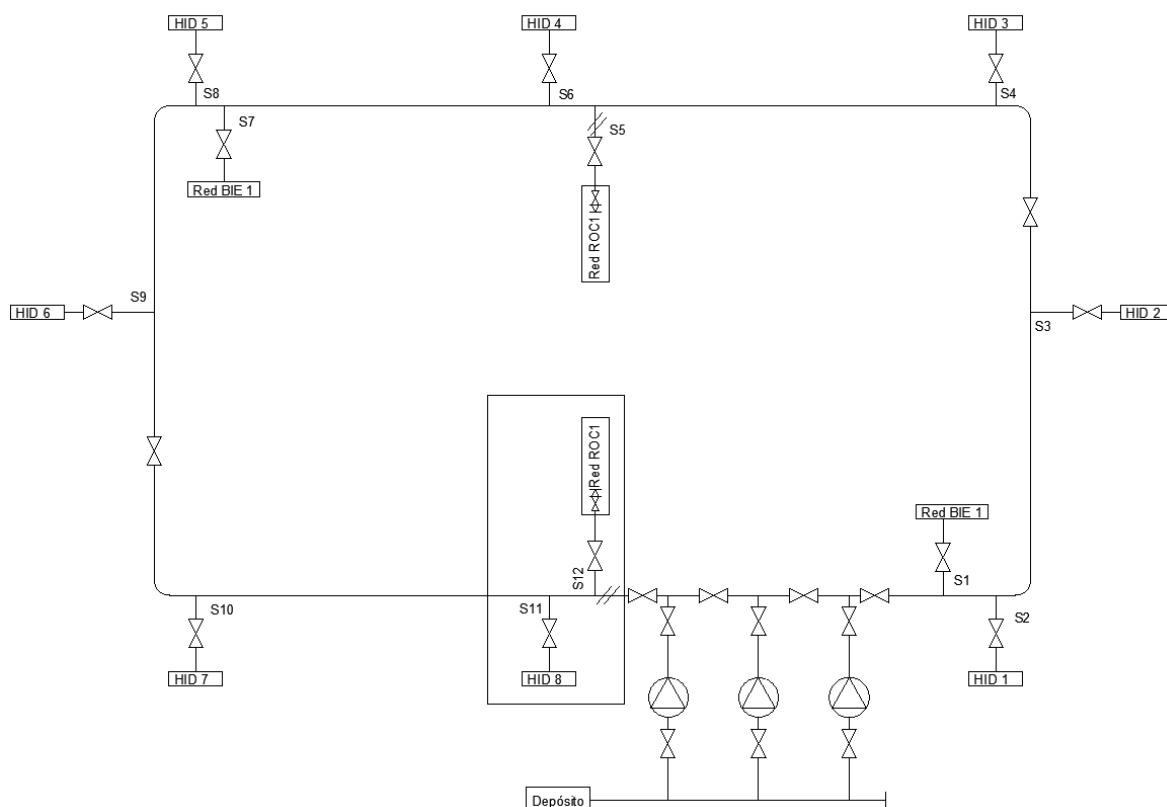 HID 5
HID 4
HID 3
S8
S6
S4
S7
S5
Red BIE 1
Red ROC1
S9
HID 6
S3
HID 2
Red ROC1
Red BIE 1
S12
S1
S10
S11
S2
HID 7
HID 8
HID 1
Depósito